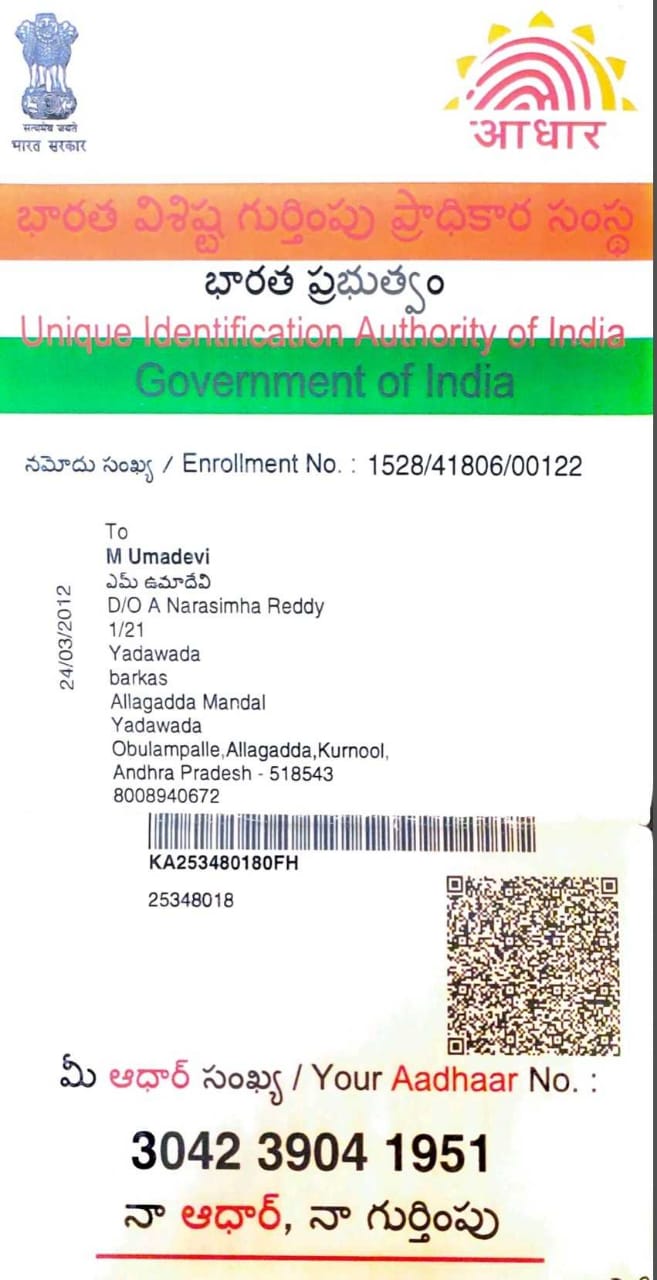 सत्यमेव जयते
भारत सरकार
आधार
భారత విశిష్ట గుర్తింపు ప్రాధికార సంస్థ
భారత ప్రభుత్వం
Unique Identification Authority of India
Government of India
నమోదు సంఖ్య / Enrollment No. : 1528/41806/00122
24/03/2012
To
M Umadevi
ఎమ్ ఉమాదేవి
D/O A Narasimha Reddy
1/21
Yadawada
barkas
Allagadda Mandal
Yadawada
Obulampalle,Allagadda,Kurnool,
Andhra Pradesh - 518543
8008940672
KA253480180FH
25348018
మీ ఆధార్ సంఖ్య / Your Aadhaar No. :
3042 3904 1951
నా ఆధార్, నా గుర్తింపు